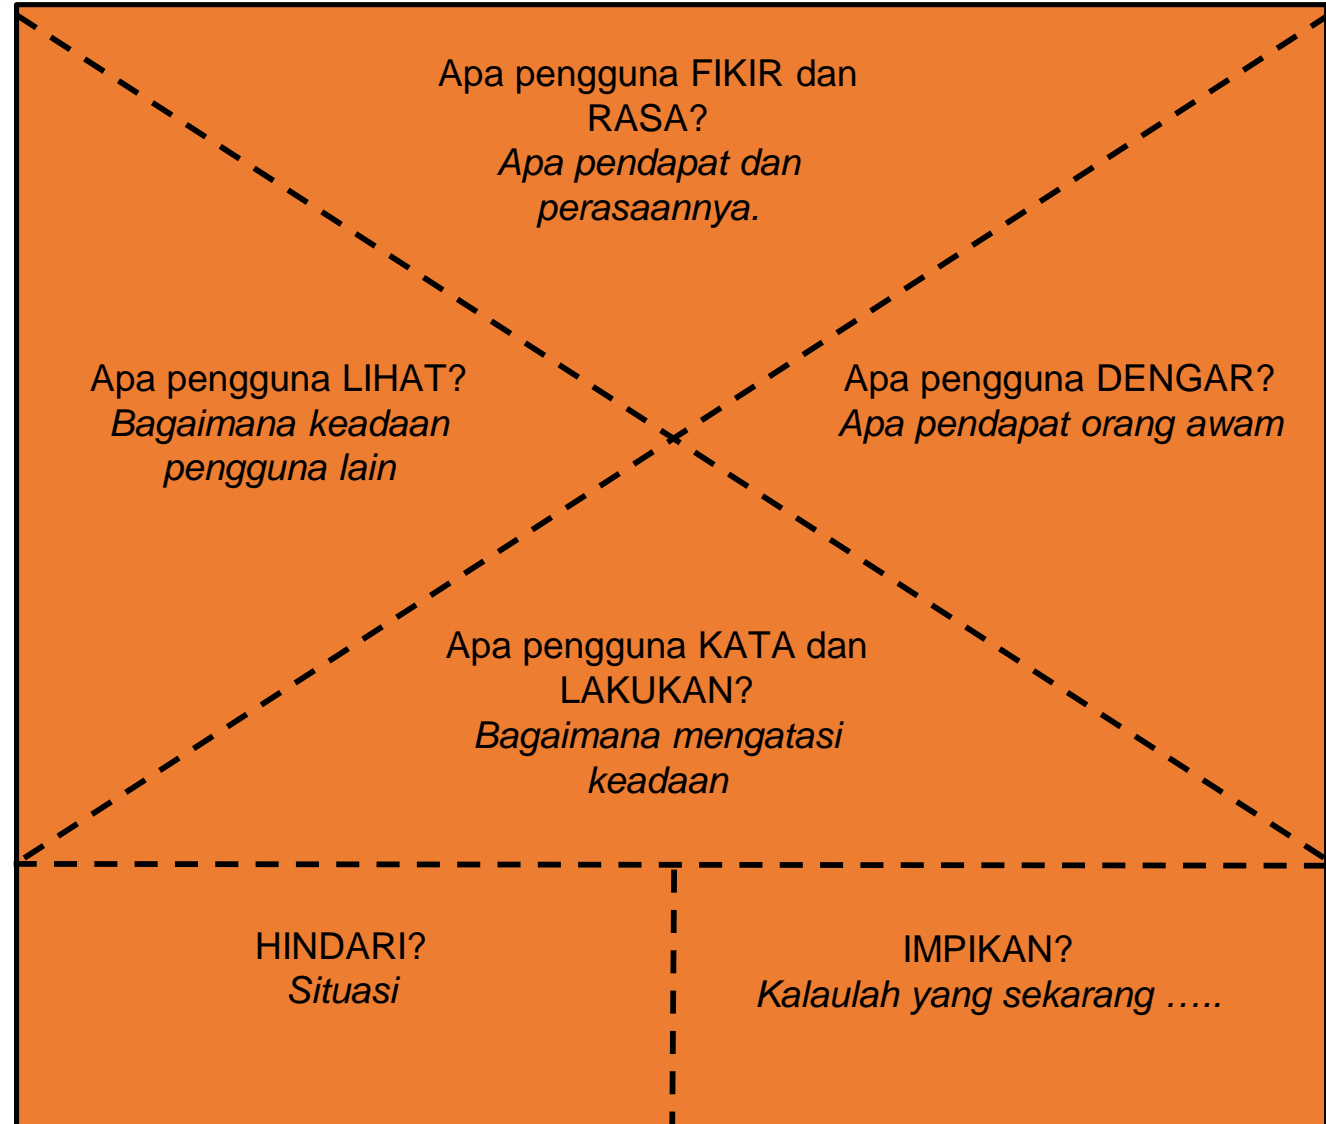 Apa pengguna FIKIR dan
RASA?
Apa pendapat dan
perasaannya.
Apa pengguna LIHAT?
Bagaimana keadaan
pengguna lain
Apa pengguna DENGAR?
Apa pendapat orang awam
Apa pengguna KATA dan
LAKUKAN?
Bagaimana mengatasi
keadaan
HINDARI?
Situasi
IMPIKAN?
Kalaulah yang sekarang …..